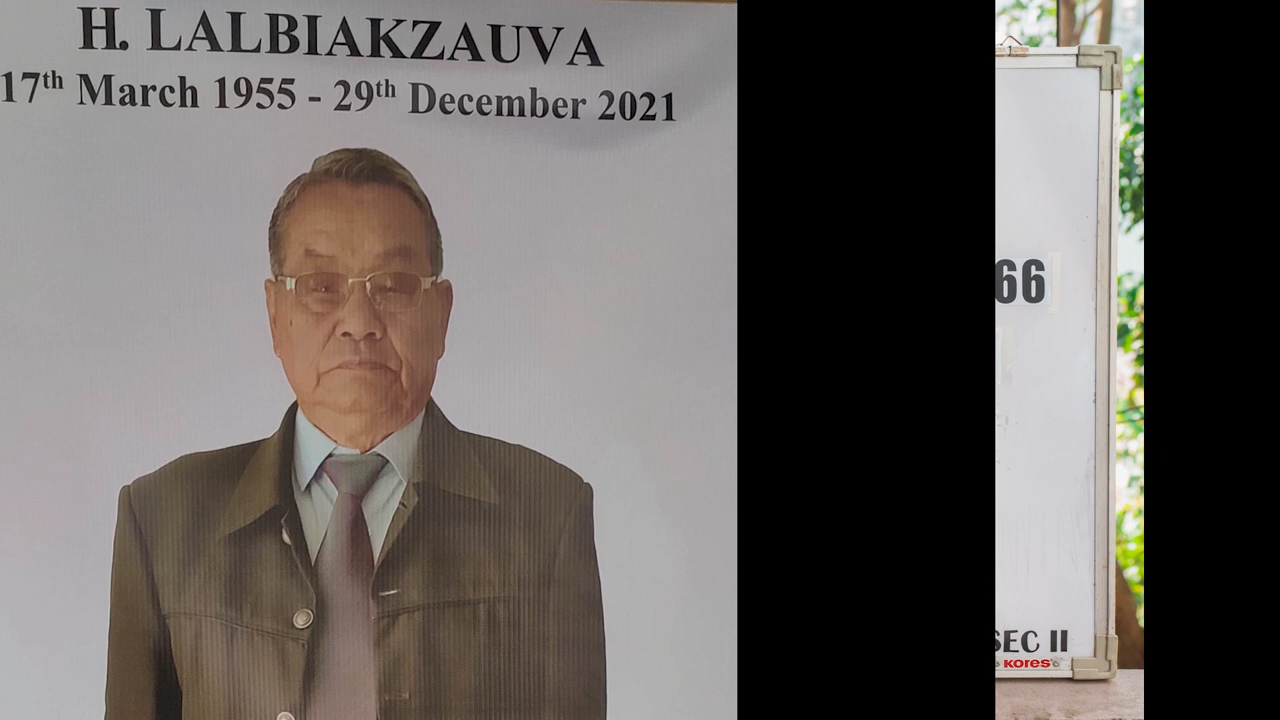 H. LALBIAKZAUVA
17th March 1955 - 29th December 2021
66
SEC II
KORES